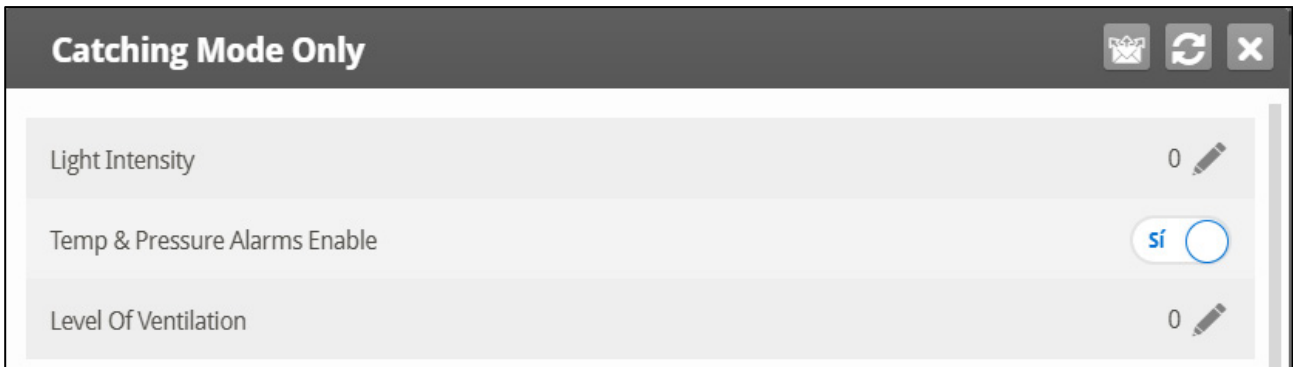 Catching Mode Only
Light Intensity 0
Temp & Pressure Alarms Enable Sí
Level Of Ventilation 0